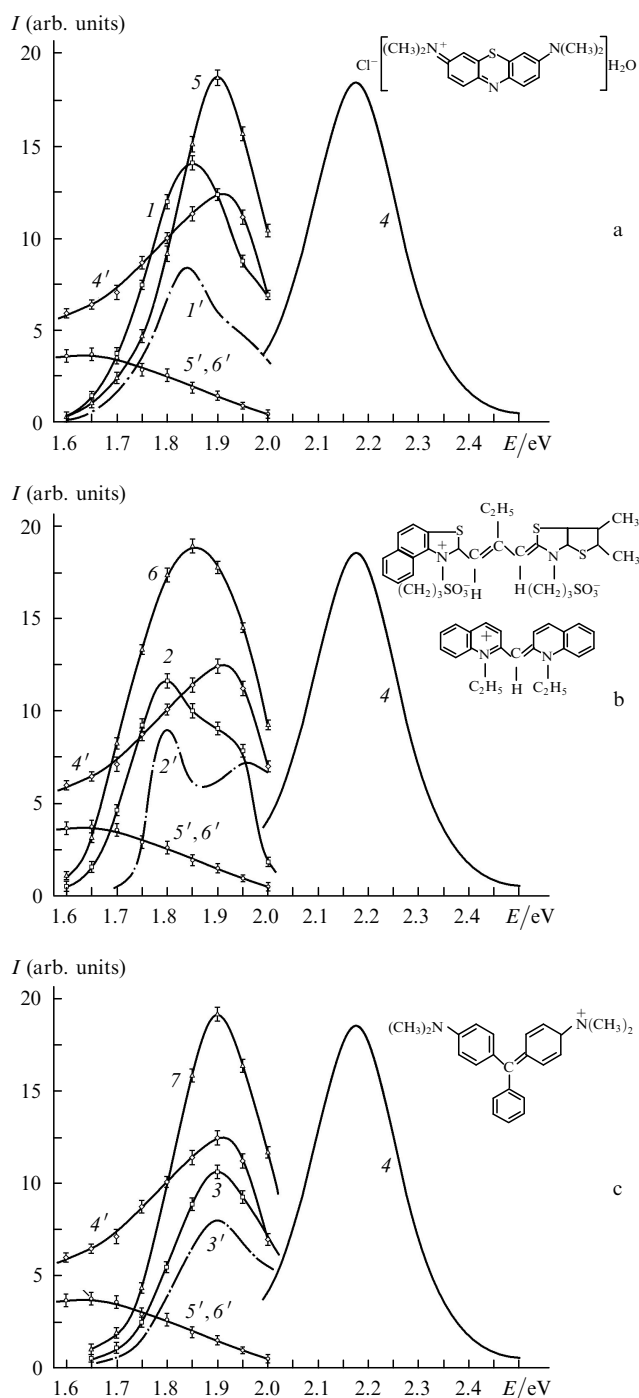 I (arb. units)
a
20
15
10
5
0
1.6 1.7 1.8 1.9 2.0 2.1 2.2 2.3 2.4 E/eV
5
1
4′
1′
5′, 6′
4
Cl⁻ [(CH₃)₂N⁺ S N N(CH₃)₂] H₂O
I (arb. units)
b
20
15
10
5
0
1.6 1.7 1.8 1.9 2.0 2.1 2.2 2.3 2.4 E/eV
6
2
4′
2′
5′, 6′
4
C₂H₅
S S CH₃
+
N C C C N S CH₃
(CH₂)₃SO₃⁻ H H (CH₂)₃SO₃⁻
+
N C N
C₂H₅ H C₂H₅
I (arb. units)
c
20
15
10
5
0
1.6 1.7 1.8 1.9 2.0 2.1 2.2 2.3 2.4 E/eV
7
4′
3
3′
5′, 6′
4
(CH₃)₂N N⁺(CH₃)₂
C